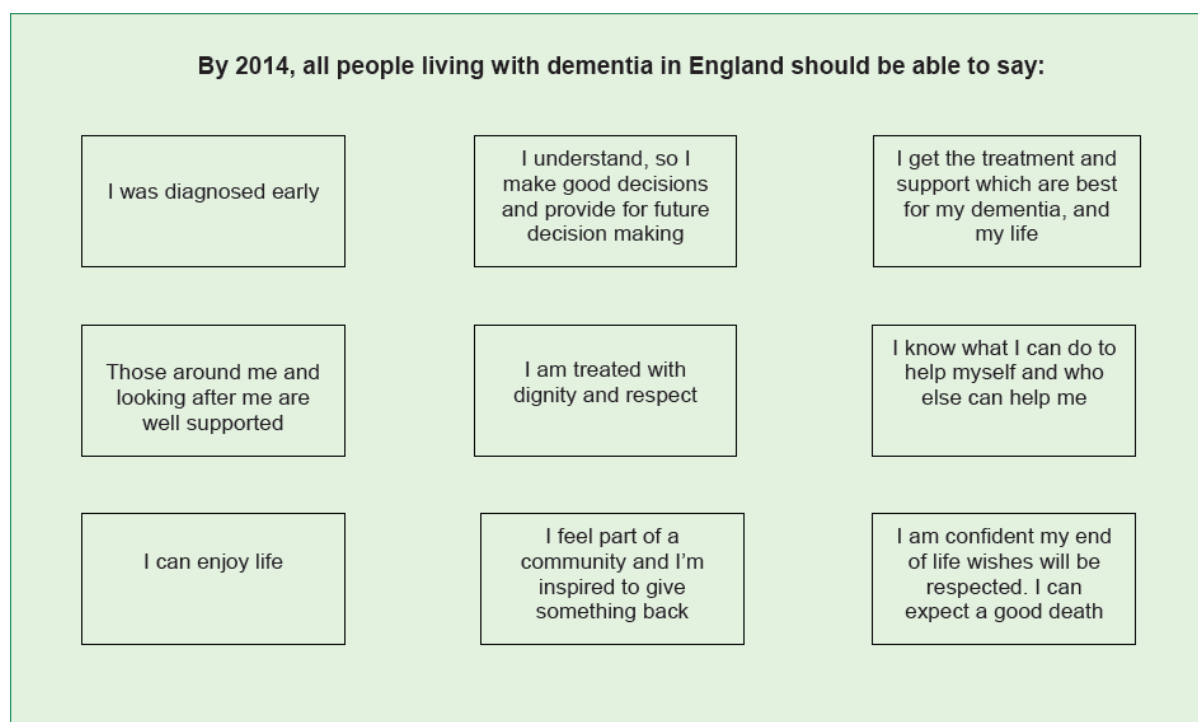 By 2014, all people living with dementia in England should be able to say:
I was diagnosed early
I understand, so I
make good decisions
and provide for future
decision making
I get the treatment and
support which are best
for my dementia, and
my life
Those around me and
looking after me are
well supported
I am treated with
dignity and respect
I know what I can do to
help myself and who
else can help me
I can enjoy life
I feel part of a
community and I'm
inspired to give
something back
I am confident my end
of life wishes will be
respected. I can
expect a good death